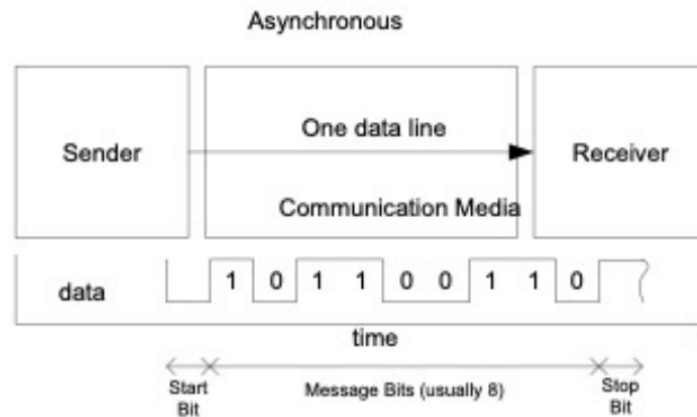 Asynchronous
One data line
Sender
Receiver
Communication Media
data
1 0 1 1 0 0 1 1 0
time
Start
Bit
Message Bits (usually 8)
Stop
Bit